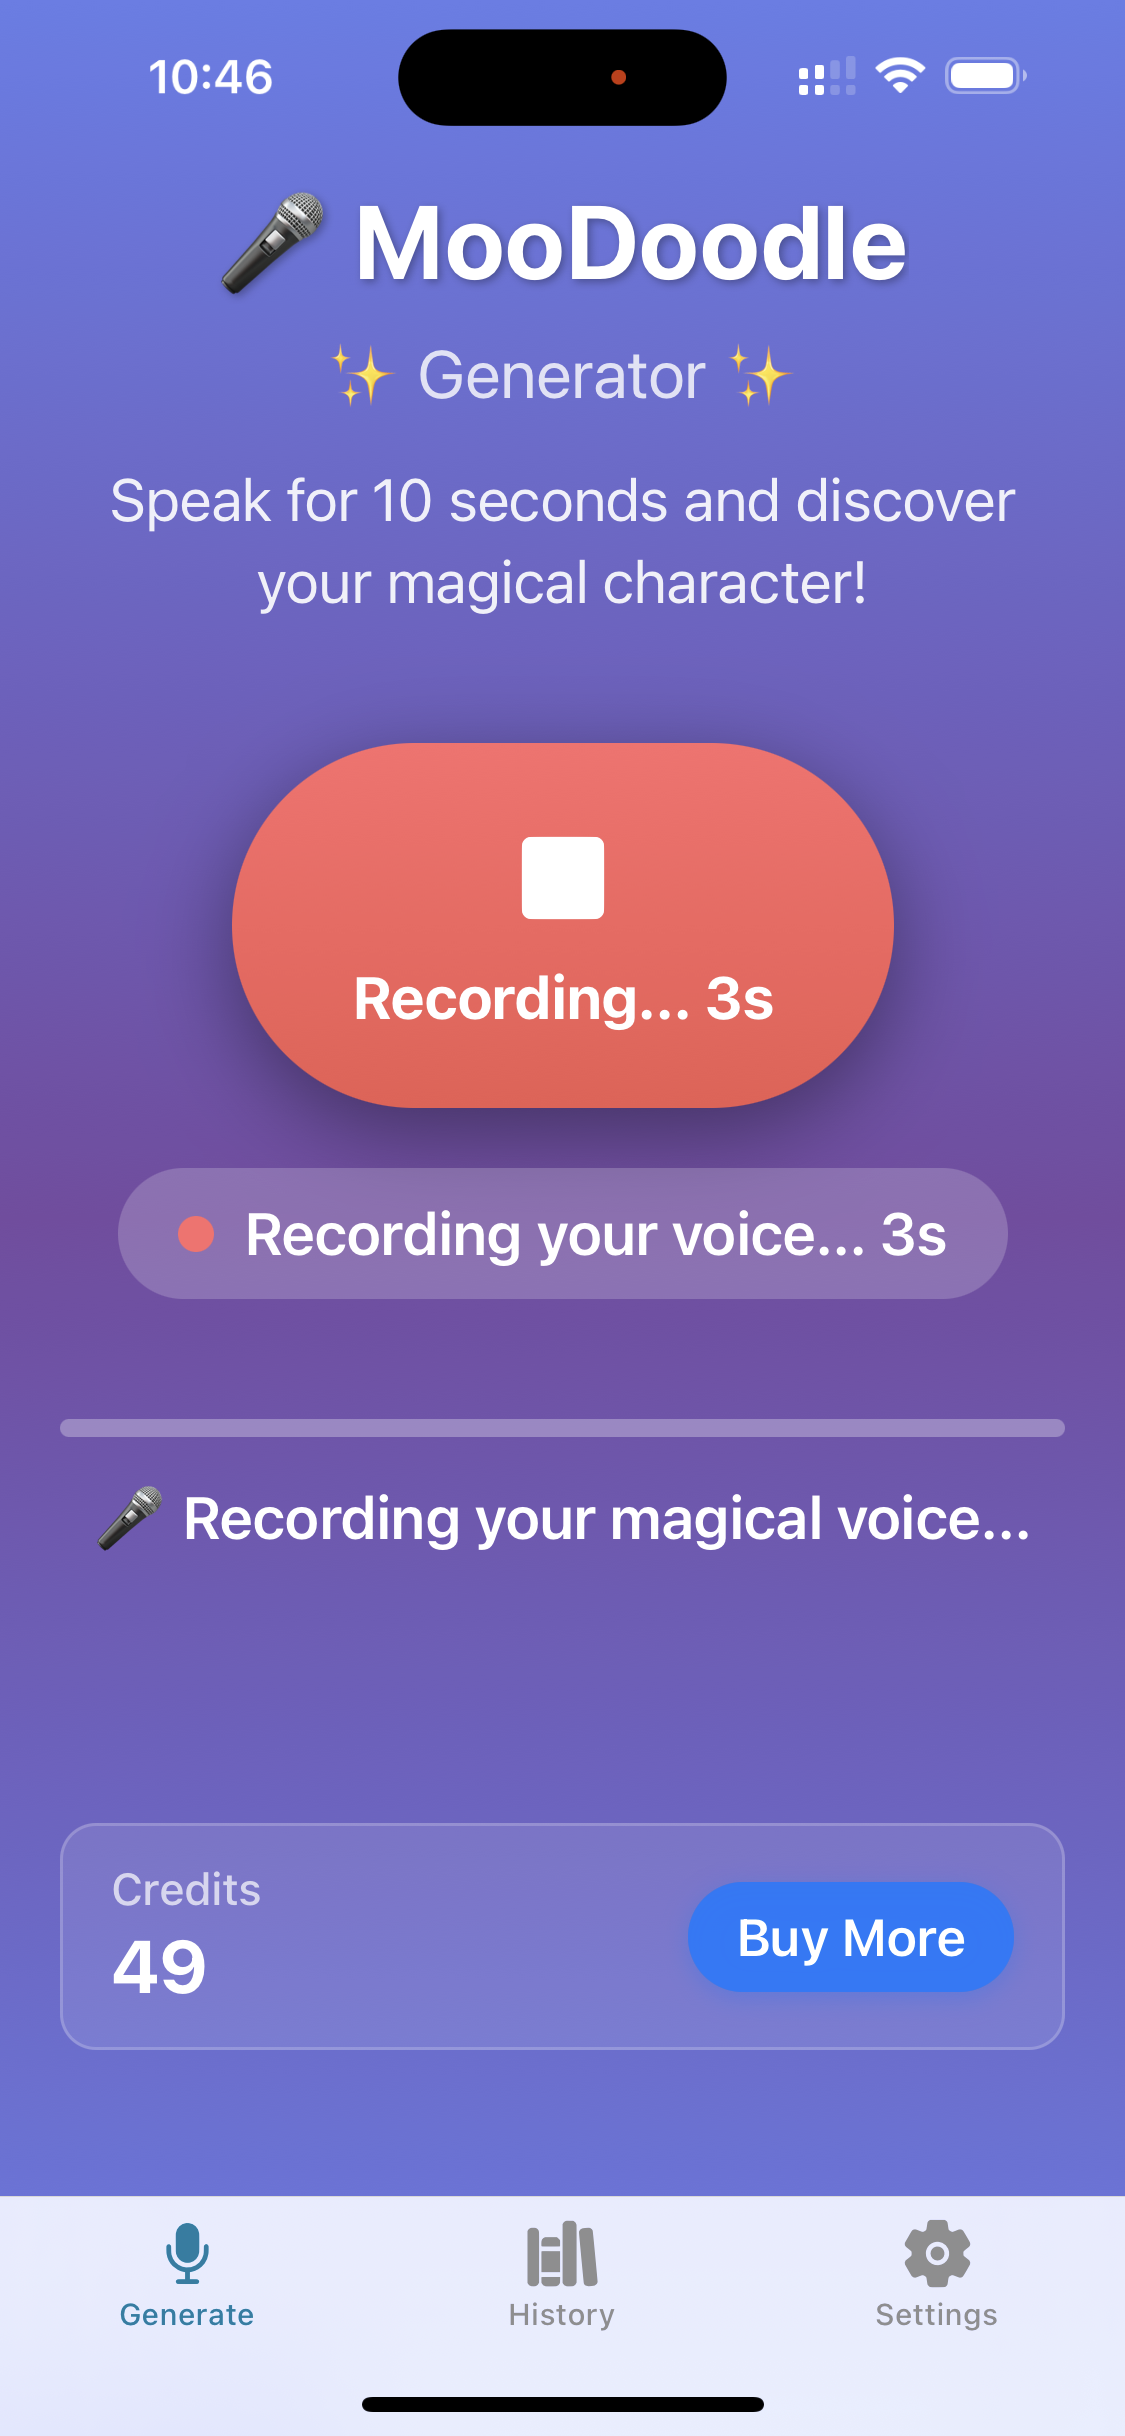 10:46
🎤 MooDoodle
✨ Generator ✨
Speak for 10 seconds and discover
your magical character!
Recording... 3s
Recording your voice... 3s
🎤 Recording your magical voice...
Credits
49
Buy More
Generate
History
Settings